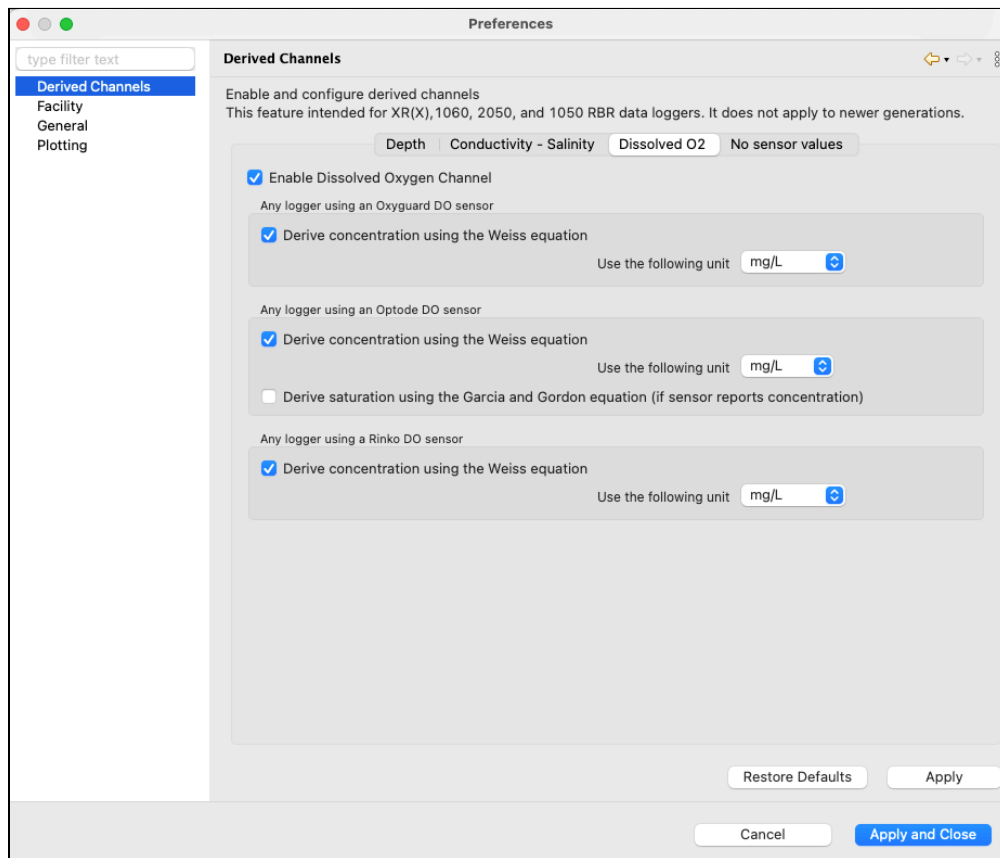 Preferences
type filter text
Derived Channels
Facility
General
Plotting
Derived Channels
Enable and configure derived channels
This feature intended for XR(X),1060, 2050, and 1050 RBR data loggers. It does not apply to newer generations.
Depth Conductivity - Salinity Dissolved O2 No sensor values
Enable Dissolved Oxygen Channel
Any logger using an Oxyguard DO sensor
Derive concentration using the Weiss equation
Use the following unit mg/L
Any logger using an Optode DO sensor
Derive concentration using the Weiss equation
Use the following unit mg/L
Derive saturation using the Garcia and Gordon equation (if sensor reports concentration)
Any logger using a Rinko DO sensor
Derive concentration using the Weiss equation
Use the following unit mg/L
Restore Defaults Apply
Cancel Apply and Close